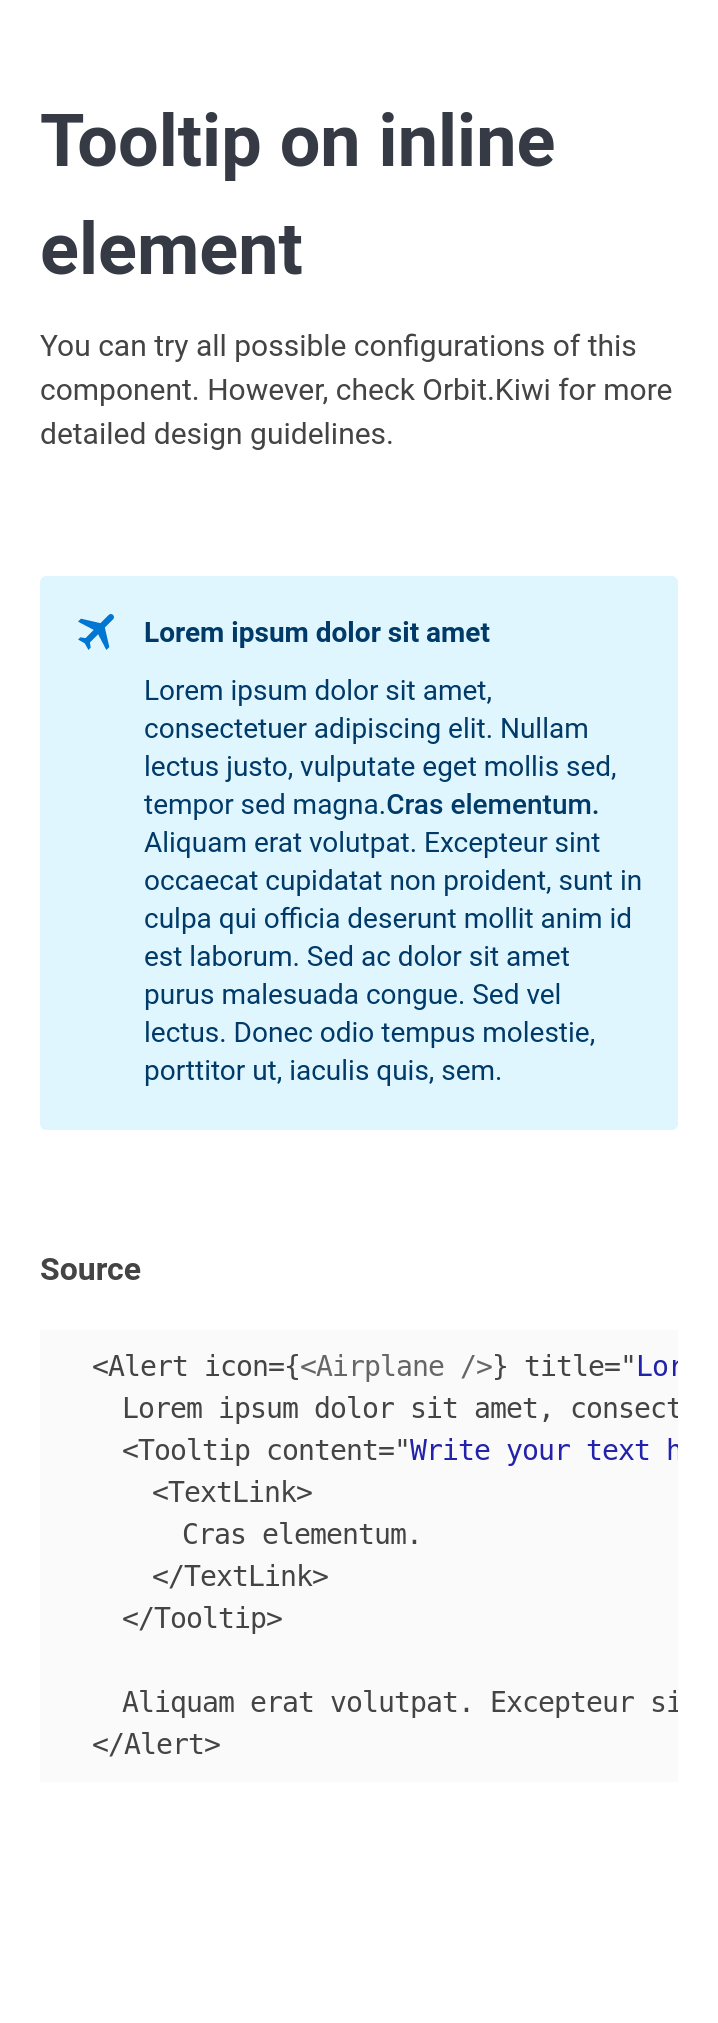 Tooltip on inline
element
You can try all possible configurations of this
component. However, check Orbit.Kiwi for more
detailed design guidelines.
Lorem ipsum dolor sit amet
Lorem ipsum dolor sit amet,
consectetuer adipiscing elit. Nullam
lectus justo, vulputate eget mollis sed,
tempor sed magna.Cras elementum.
Aliquam erat volutpat. Excepteur sint
occaecat cupidatat non proident, sunt in
culpa qui officia deserunt mollit anim id
est laborum. Sed ac dolor sit amet
purus malesuada congue. Sed vel
lectus. Donec odio tempus molestie,
porttitor ut, iaculis quis, sem.
Source
<Alert icon={<Airplane />} title="Lor
Lorem ipsum dolor sit amet, consect
<Tooltip content="Write your text h
<TextLink>
Cras elementum.
</TextLink>
</Tooltip>
Aliquam erat volutpat. Excepteur si
</Alert>